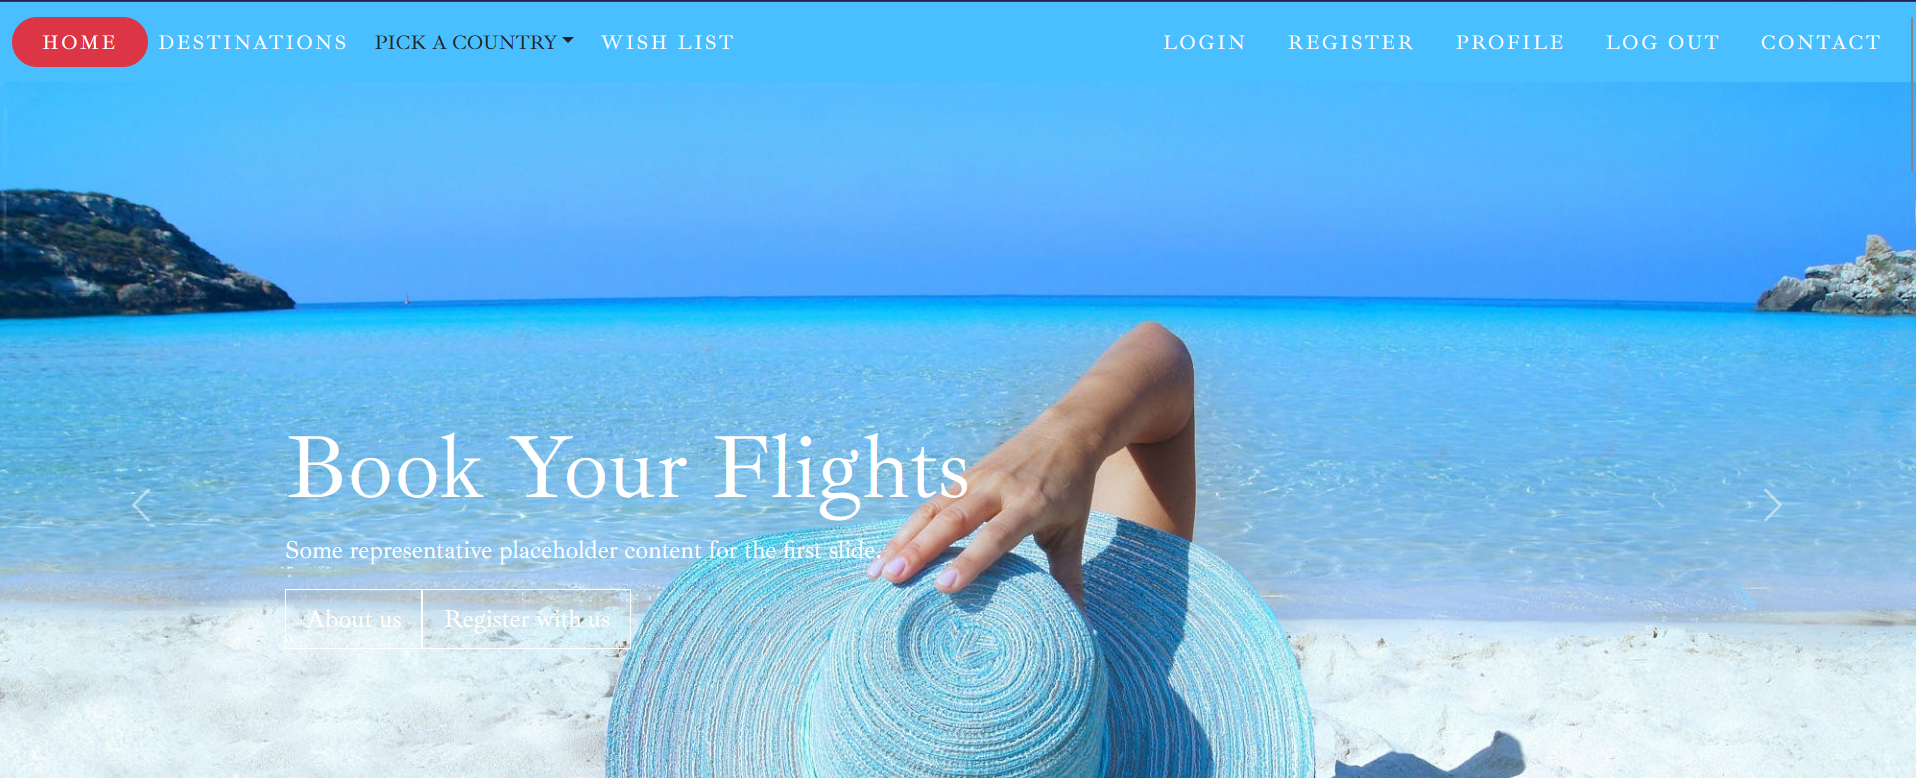 HOME DESTINATIONS PICK A COUNTRY WISH LIST LOGIN REGISTER PROFILE LOG OUT CONTACT
Book Your Flights
Some representative placeholder content for the first slide.
About us Register with us